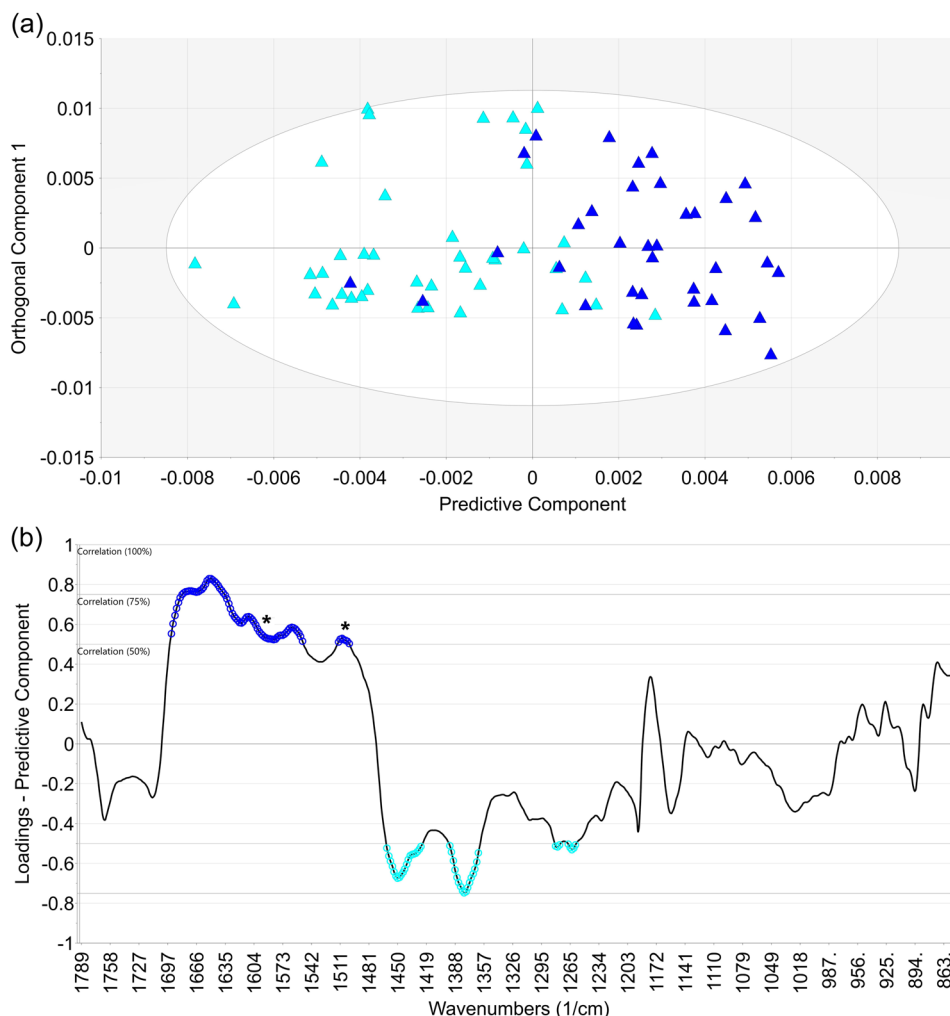 (a)
0.015
0.01
0.005
0
-0.005
-0.01
-0.015
Orthogonal Component 1
-0.01 -0.008 -0.006 -0.004 -0.002 0 0.002 0.004 0.006 0.008
Predictive Component
(b)
1
0.8
0.6
0.4
0.2
0
-0.2
-0.4
-0.6
-0.8
-1
Loadings - Predictive Component
Correlation (100%)
Correlation (75%)
Correlation (50%)
* *
1789 1758 1727 1697 1666 1635 1604 1573 1542 1511 1481 1450 1419 1388 1357 1326 1295 1265 1234 1203 1172 1141 1110 1079 1049 1018 987. 956. 925. 894. 863.
Wavenumbers (1/cm)